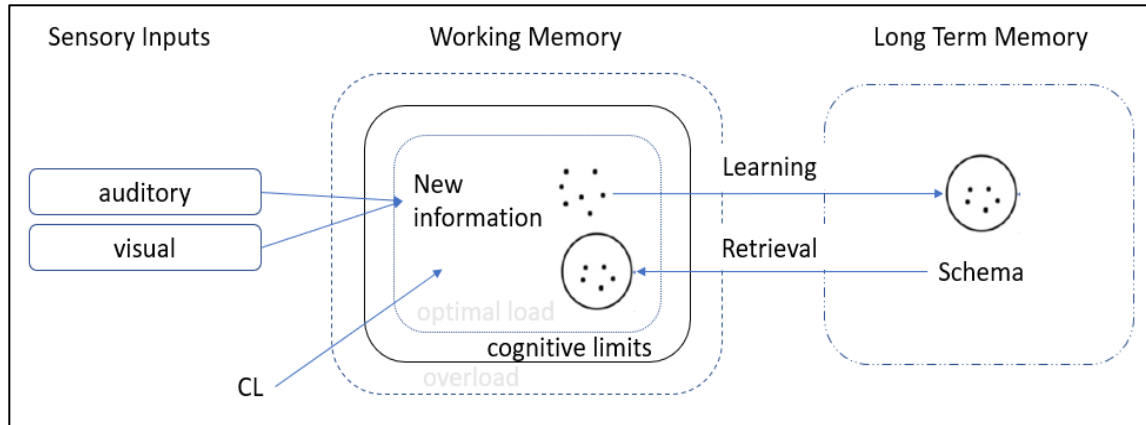 Sensory Inputs
Working Memory
Long Term Memory
auditory
visual
New
information
Learning
Retrieval
Schema
optimal load
cognitive limits
overload
CL